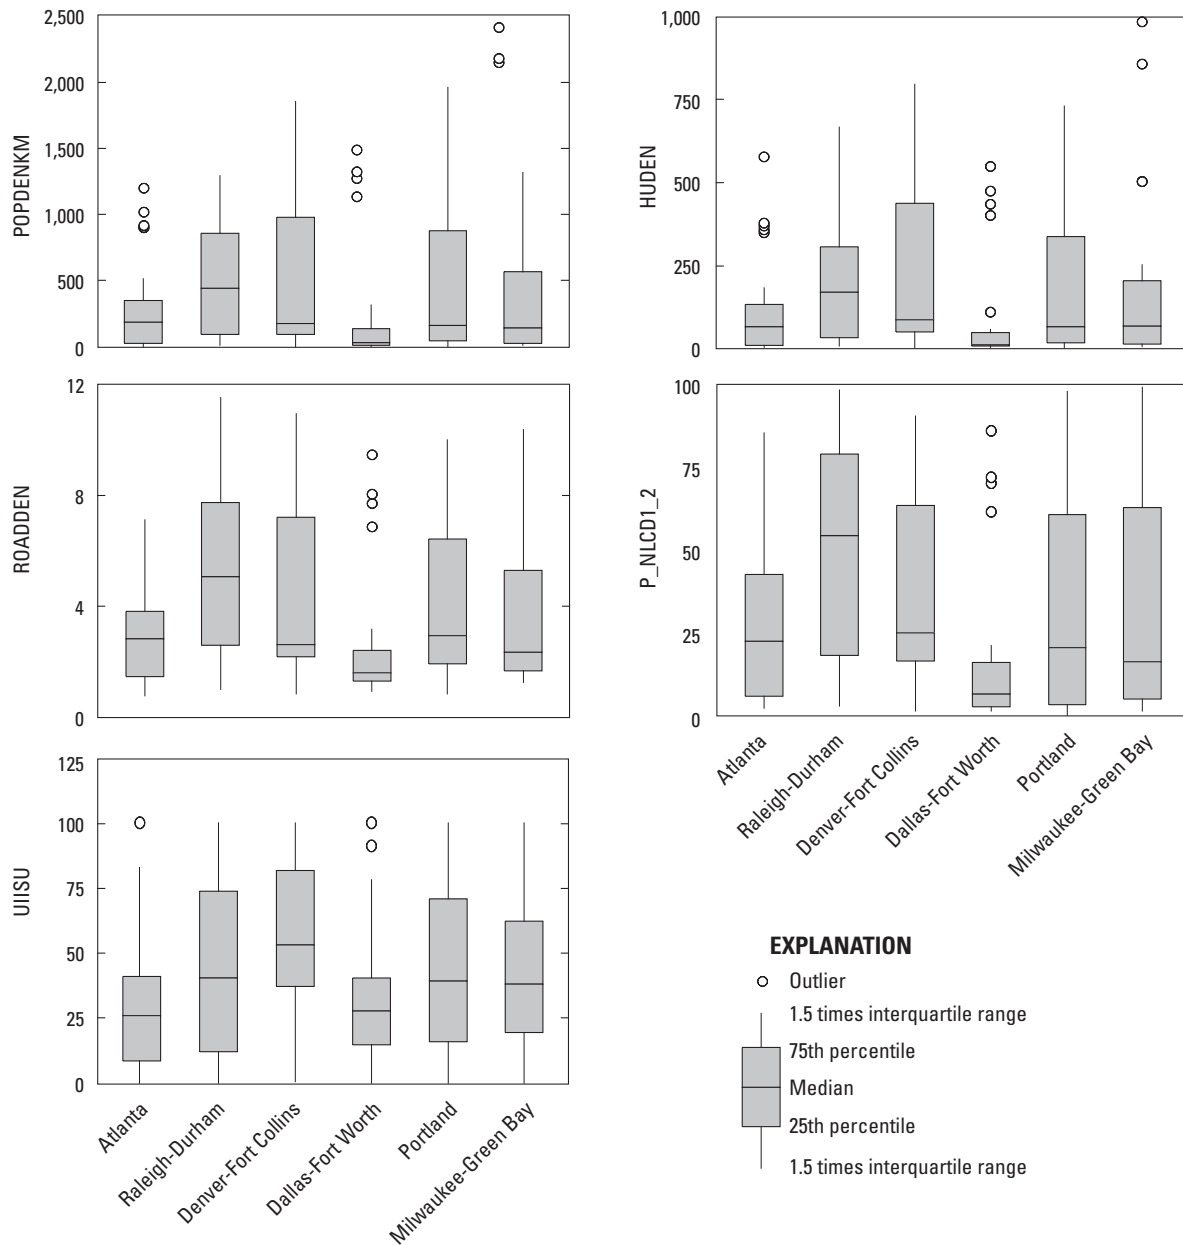 2,500
2,000
1,500
1,000
500
0
POPDENKM
1,000
750
500
250
0
HUDEN
12
8
4
0
ROADDEN
100
75
50
25
0
P_NLCD1_2
Atlanta
Raleigh-Durham
Denver-Fort Collins
Dallas-Fort Worth
Portland
Milwaukee-Green Bay
125
100
75
50
25
0
UIISU
Atlanta
Raleigh-Durham
Denver-Fort Collins
Dallas-Fort Worth
Portland
Milwaukee-Green Bay
EXPLANATION
Outlier
1.5 times interquartile range
75th percentile
Median
25th percentile
1.5 times interquartile range